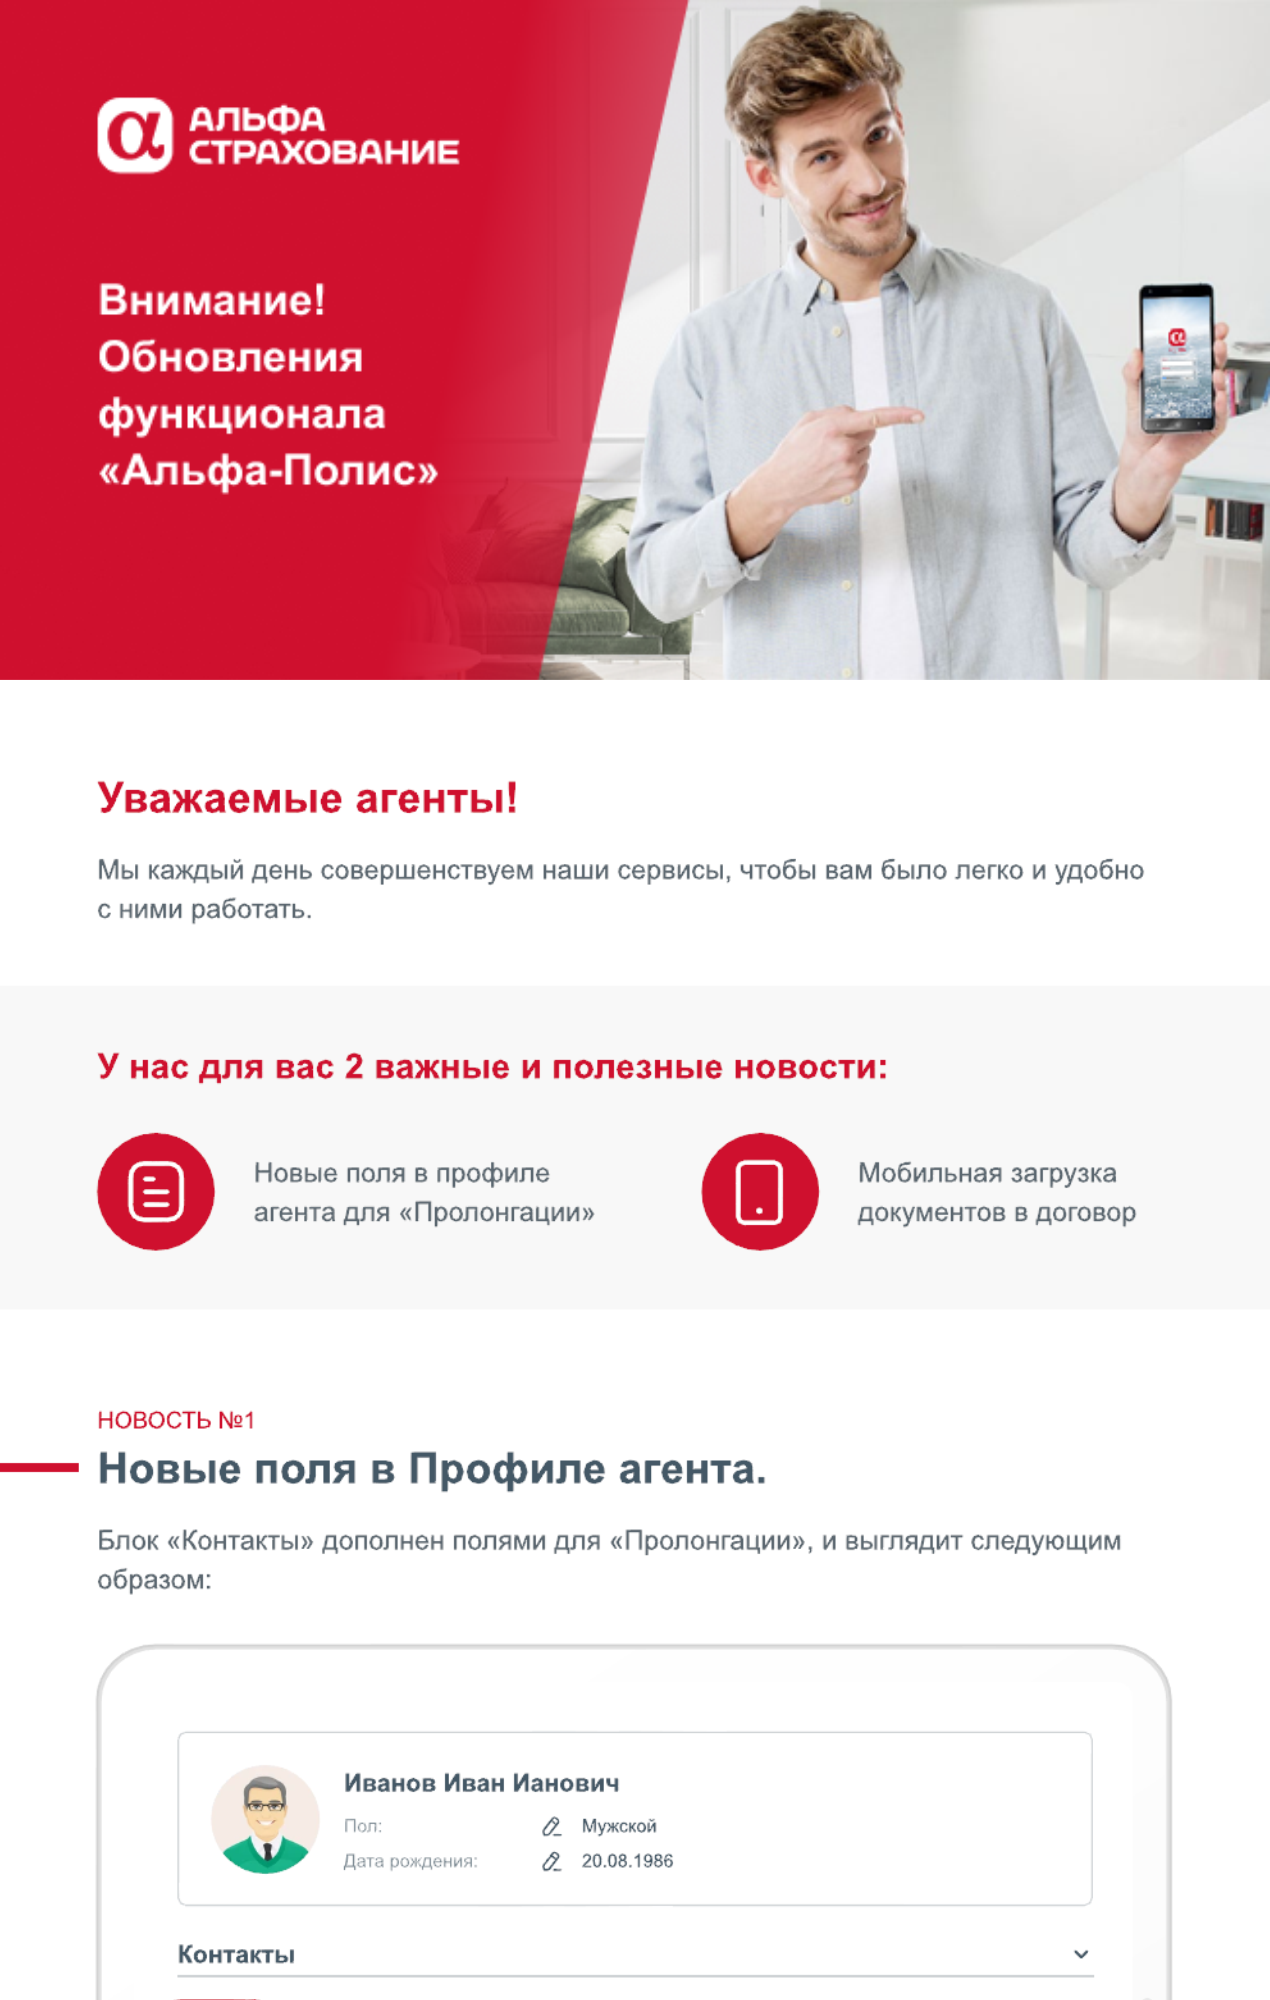 АЛЬФА
СТРАХОВАНИЕ
Внимание!
Обновления
функционала
«Альфа-Полис»
Уважаемые агенты!
Мы каждый день совершенствуем наши сервисы, чтобы вам было легко и удобно
с ними работать.
У нас для вас 2 важные и полезные новости:
Новые поля в профиле
агента для «Пролонгации»
Мобильная загрузка
документов в договор
НОВОСТЬ №1
Новые поля в Профиле агента.
Блок «Контакты» дополнен полями для «Пролонгации», и выглядит следующим
образом:
Иванов Иван Ианович
Пол: Мужской
Дата рождения: 20.08.1986
Контакты